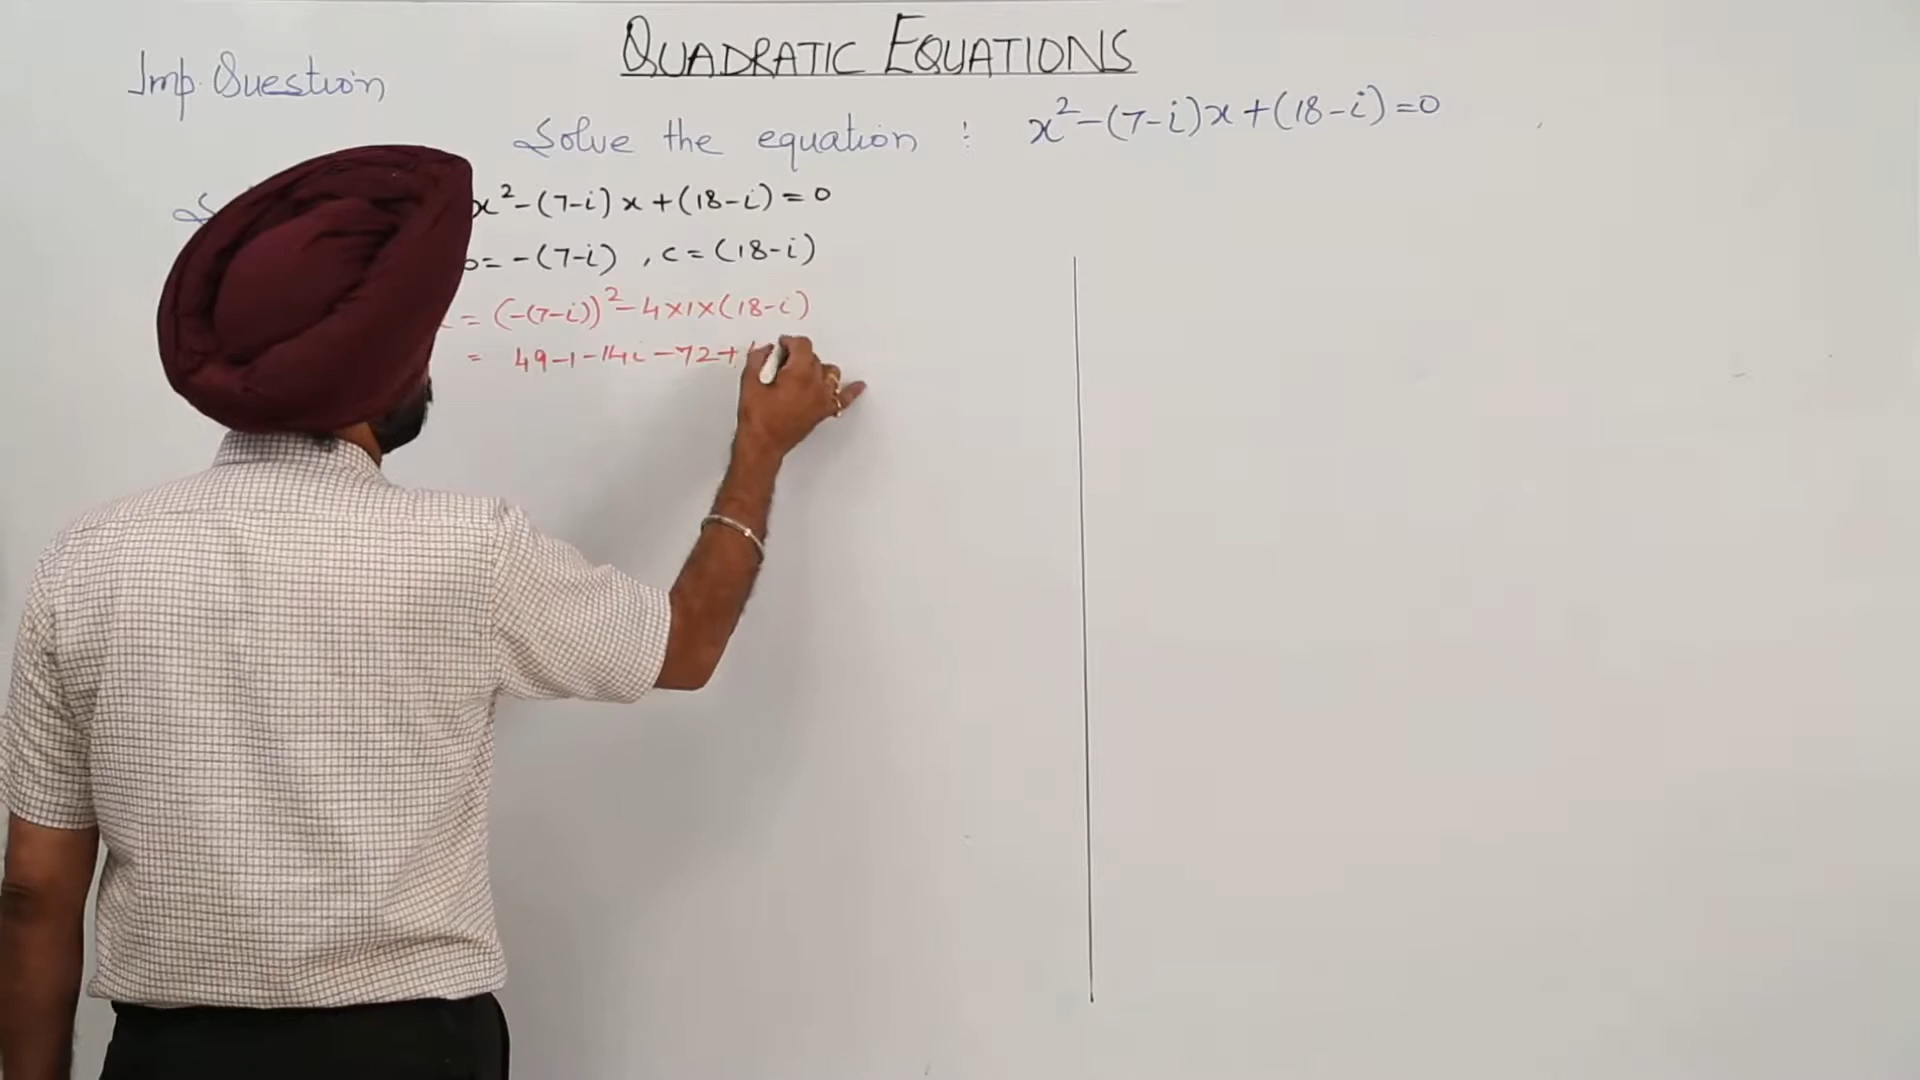 QUADRATIC EQUATIONS
Imp. Question
Solve the equation : x²-(7-i)x+(18-i)=0
x²-(7-i)x+(18-i)=0
b=-(7-i), c=(18-i)
=(-(7-i))²-4×1×(18-i)
= 49-1-14i-72+